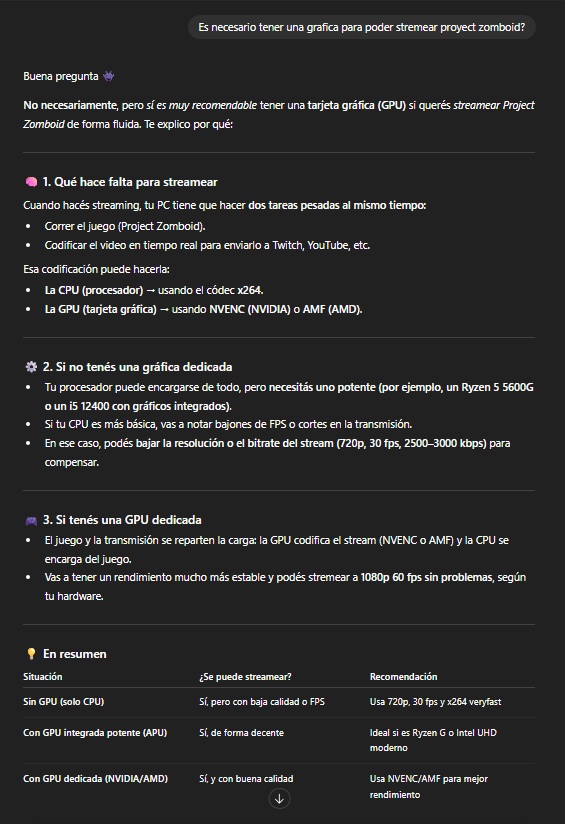 Es necesario tener una grafica para poder stremear proyect zomboid?
Buena pregunta 👾
No necesariamente, pero sí es muy recomendable tener una tarjeta gráfica (GPU) si querés streamear Project
Zomboid de forma fluida. Te explico por qué:
🧠 1. Qué hace falta para streamear
Cuando hacés streaming, tu PC tiene que hacer dos tareas pesadas al mismo tiempo:
• Correr el juego (Project Zomboid).
• Codificar el video en tiempo real para enviarlo a Twitch, YouTube, etc.
Esa codificación puede hacerla:
• La CPU (procesador) → usando el códec x264.
• La GPU (tarjeta gráfica) → usando NVENC (NVIDIA) o AMF (AMD).
⚙️ 2. Si no tenés una gráfica dedicada
• Tu procesador puede encargarse de todo, pero necesitás uno potente (por ejemplo, un Ryzen 5 5600G
o un i5 12400 con gráficos integrados).
• Si tu CPU es más básica, vas a notar bajones de FPS o cortes en la transmisión.
• En ese caso, podés bajar la resolución o el bitrate del stream (720p, 30 fps, 2500–3000 kbps) para
compensar.
🎮 3. Si tenés una GPU dedicada
• El juego y la transmisión se reparten la carga: la GPU codifica el stream (NVENC o AMF) y la CPU se
encarga del juego.
• Vas a tener un rendimiento mucho más estable y podés stremear a 1080p 60 fps sin problemas, según
tu hardware.
💡 En resumen
Situación ¿Se puede streamear? Recomendación
Sin GPU (solo CPU) Sí, pero con baja calidad o FPS Usa 720p, 30 fps y x264 veryfast
Con GPU integrada potente (APU) Sí, de forma decente Ideal si es Ryzen G o Intel UHD
moderno
Con GPU dedicada (NVIDIA/AMD) Sí, y con buena calidad Usa NVENC/AMF para mejor
rendimiento